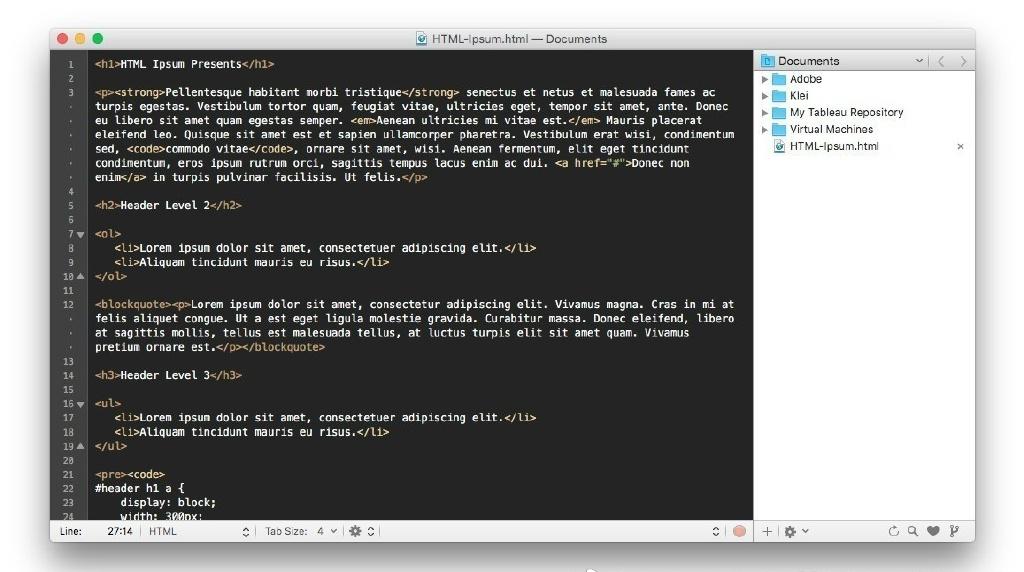 HTML-Ipsum.html — Documents
1 <h1>HTML Ipsum Presents</h1>
2
3 <p><strong>Pellentesque habitant morbi tristique</strong> senectus et netus et malesuada fames ac
turpis egestas. Vestibulum tortor quam, feugiat vitae, ultricies eget, tempor sit amet, ante. Donec
eu libero sit amet quam egestas semper. <em>Aenean ultricies mi vitae est.</em> Mauris placerat
eleifend leo. Quisque sit amet est et sapien ullamcorper pharetra. Vestibulum erat wisi, condimentum
sed, <code>commodo vitae</code>, ornare sit amet, wisi. Aenean fermentum, elit eget tincidunt
condimentum, eros ipsum rutrum orci, sagittis tempus lacus enim ac dui. <a href="#">Donec non
enim</a> in turpis pulvinar facilisis. Ut felis.</p>
4
5 <h2>Header Level 2</h2>
6
7 <ol>
8 <li>Lorem ipsum dolor sit amet, consectetuer adipiscing elit.</li>
9 <li>Aliquam tincidunt mauris eu risus.</li>
10 </ol>
11
12 <blockquote><p>Lorem ipsum dolor sit amet, consectetur adipiscing elit. Vivamus magna. Cras in mi at
felis aliquet congue. Ut a est eget ligula molestie gravida. Curabitur massa. Donec eleifend, libero
at sagittis mollis, tellus est malesuada tellus, at luctus turpis elit sit amet quam. Vivamus
pretium ornare est.</p></blockquote>
13
14 <h3>Header Level 3</h3>
15
16 <ul>
17 <li>Lorem ipsum dolor sit amet, consectetuer adipiscing elit.</li>
18 <li>Aliquam tincidunt mauris eu risus.</li>
19 </ul>
20
21 <pre><code>
22 #header h1 a {
23 display: block;
24 width: 300px;
Line: 27:14 HTML Tab Size: 4
Documents
Adobe
Klei
My Tableau Repository
Virtual Machines
HTML-Ipsum.html